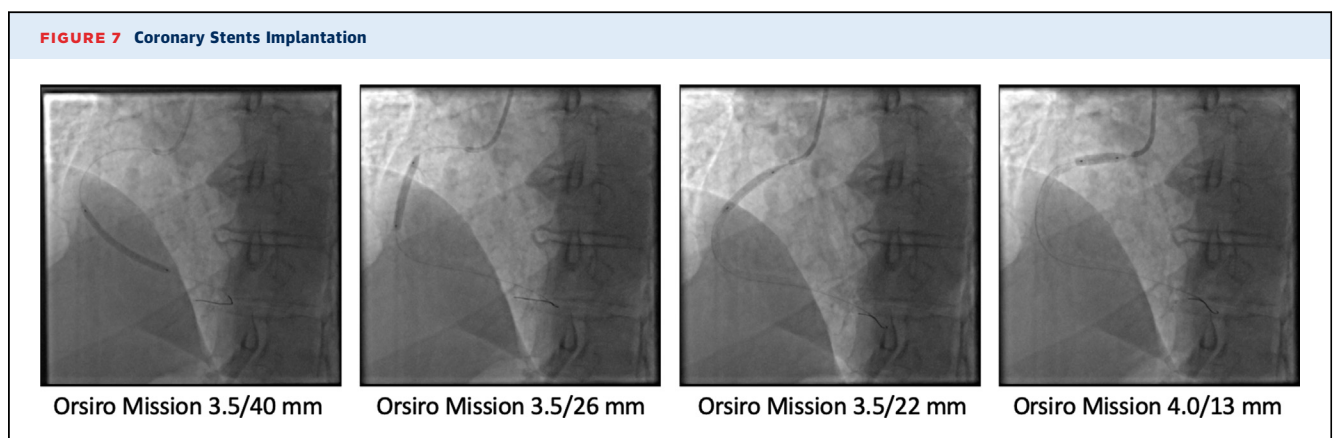 FIGURE 7 Coronary Stents Implantation
Orsiro Mission 3.5/40 mm
Orsiro Mission 3.5/26 mm
Orsiro Mission 3.5/22 mm
Orsiro Mission 4.0/13 mm